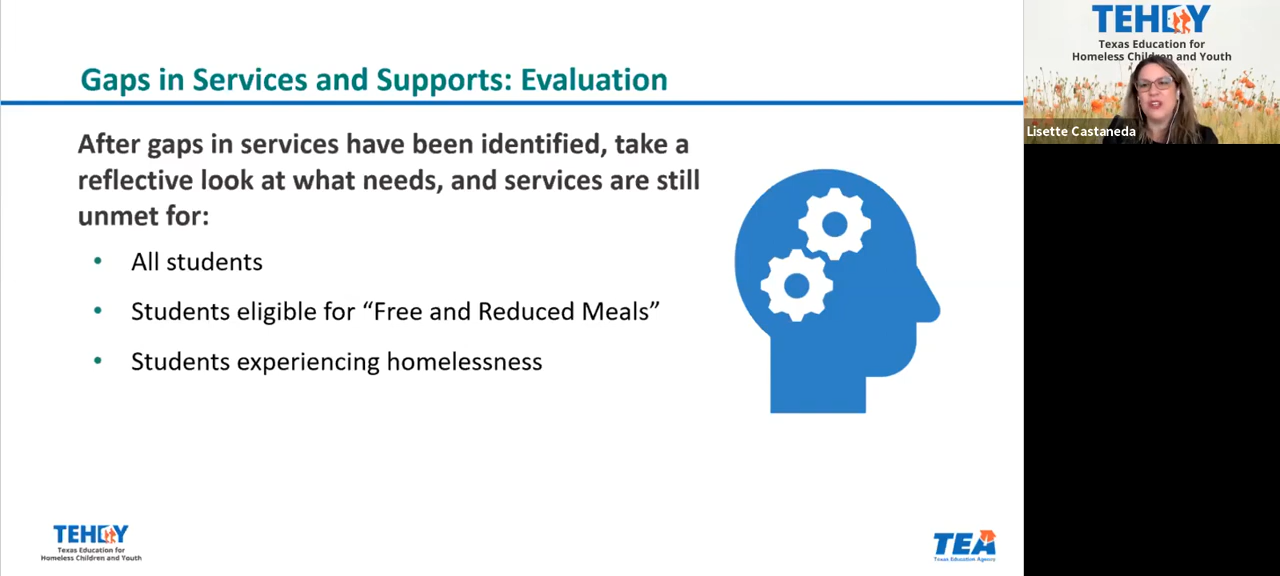 Gaps in Services and Supports: Evaluation
After gaps in services have been identified, take a
reflective look at what needs, and services are still
unmet for:
• All students
• Students eligible for “Free and Reduced Meals”
• Students experiencing homelessness
TEHCY
Texas Education for
Homeless Children and Youth
TEA
Texas Education Agency
TEHCY
Texas Education for
Homeless Children and Youth
Lisette Castaneda